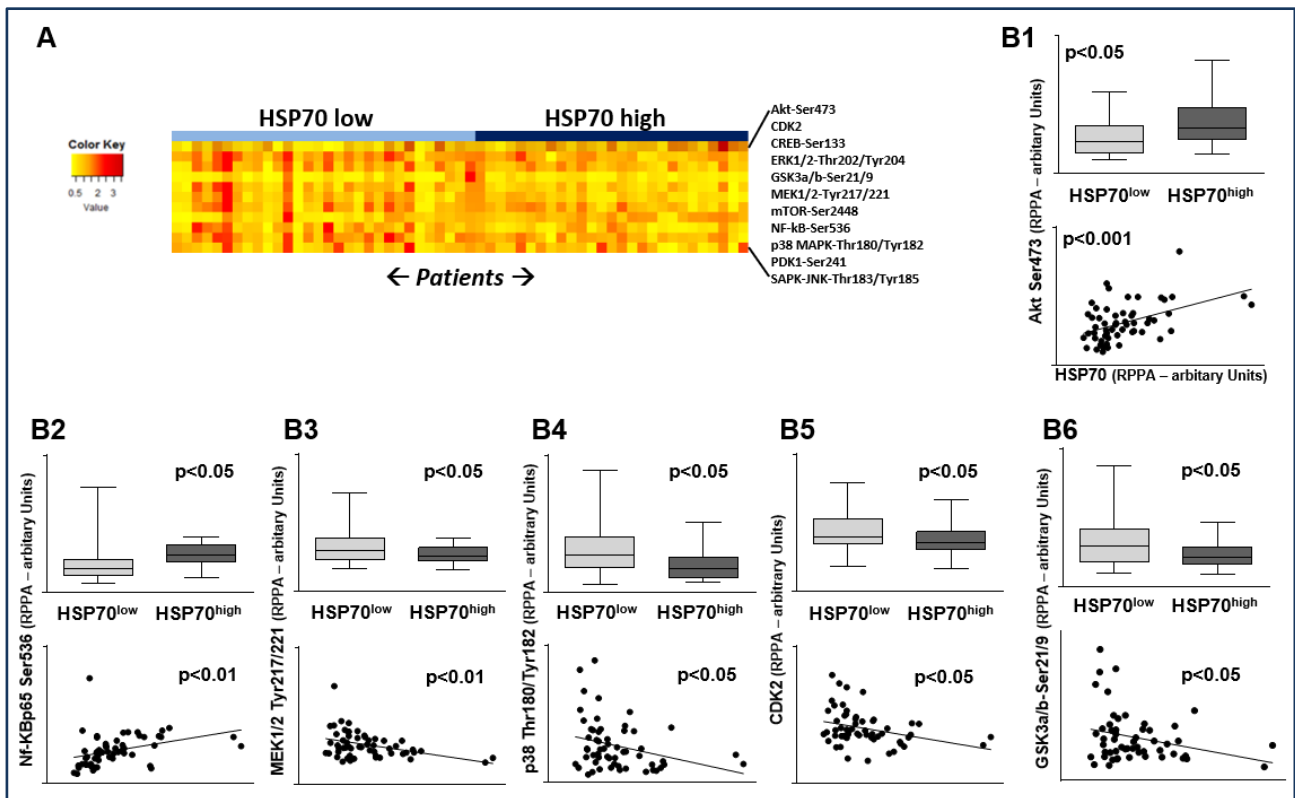 A
HSP70 low
HSP70 high
Color Key
0.5 2 3
Value
Akt-Ser473
CDK2
CREB-Ser133
ERK1/2-Thr202/Tyr204
GSK3a/b-Ser21/9
MEK1/2-Tyr217/221
mTOR-Ser2448
NF-kB-Ser536
p38 MAPK-Thr180/Tyr182
PDK1-Ser241
SAPK-JNK-Thr183/Tyr185
← Patients →
B1
p<0.05
HSP70low
HSP70high
p<0.001
Akt Ser473 (RPPA – arbitary Units)
HSP70 (RPPA – arbitary Units)
B2
p<0.05
HSP70low
HSP70high
p<0.01
Nf-KBp65 Ser536 (RPPA – arbitary Units)
B3
p<0.05
HSP70low
HSP70high
p<0.01
MEK1/2 Tyr217/221 (RPPA – arbitary Units)
B4
p<0.05
HSP70low
HSP70high
p<0.05
p38 Thr180/Tyr182 (RPPA – arbitary Units)
B5
p<0.05
HSP70low
HSP70high
p<0.05
CDK2 (RPPA – arbitrary Units)
B6
p<0.05
HSP70low
HSP70high
p<0.05
GSK3a/b-Ser21/9 (RPPA – arbitrary Units)